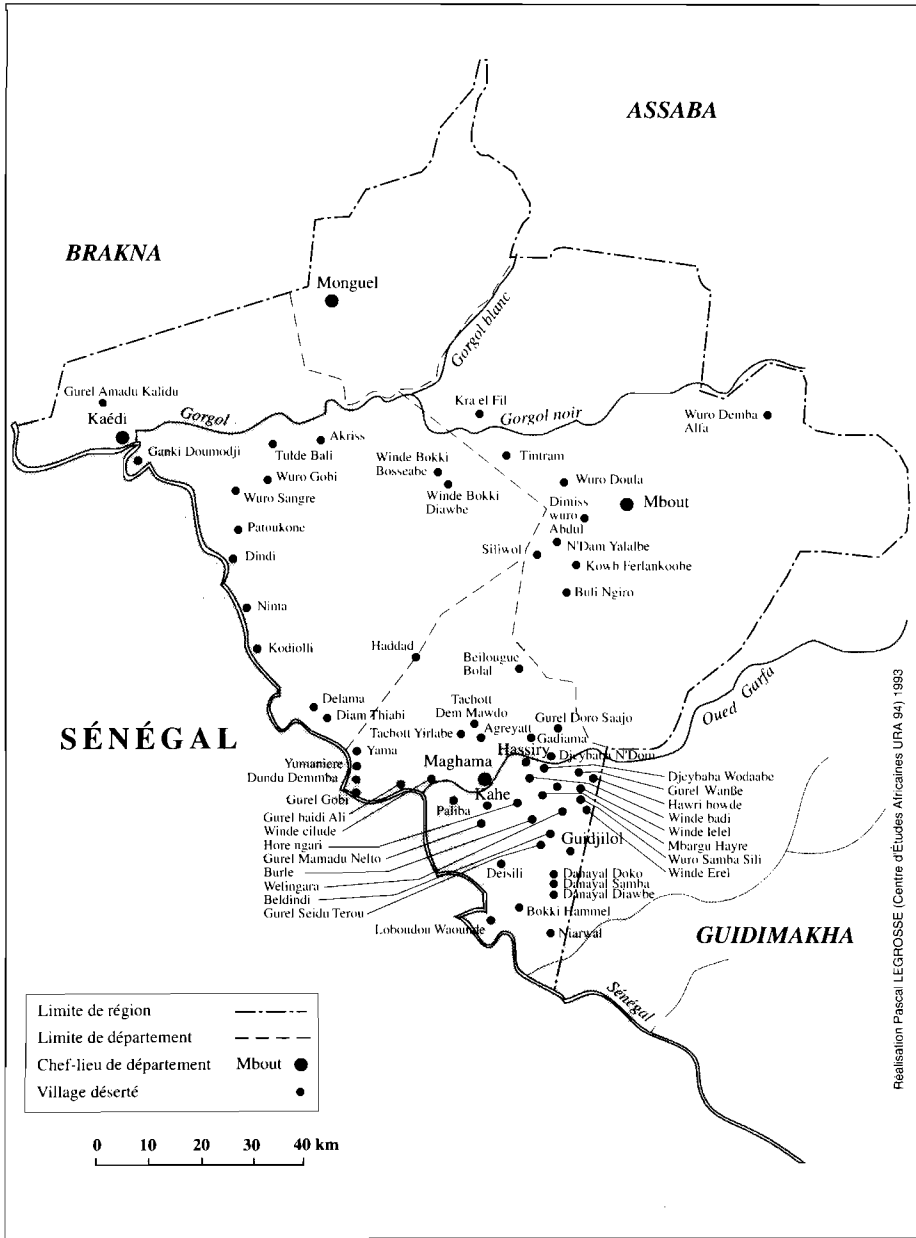 ASSABA
BRAKNA
Monguel
Gorgol blanc
Gurel Amadu Kalidu
Kaédi
Gorgol
Kra el Fil
Gorgol noir
Wuro Demba
Alfa
Ganki Doumodji
Tulde Bali
Akriss
Tintram
Wuro Gobi
Winde Bokki
Bosseabe
Wuro Sangre
Winde Bokki
Diawbe
Wuro Doula
Dimiss
wuro
Abdul
Mbout
Patoukone
Dindi
Siliwol
N'Dam Yalalbe
Kowb Ferlankoobe
Buli Ngiro
Nima
Kodiolli
Haddad
Beilougue
Bolal
Oued Garfa
Delama
Diam Thiabi
Tachott
Dem Mawdo
Tachott Yirlabe
Agreyatt
Gurel Doro Saajo
Gadiama
SÉNÉGAL
Yama
Hassiry
Djeybaba N'Dom
Yumaniere
Maghama
Dundu Demmba
Kahe
Gurel Gobi
Paliba
Djeybaba Wodaabe
Gurel Wanße
Hawri howde
Winde badi
Winde lelel
Mbargu Hayre
Wuro Samba Sili
Winde Erel
Gurel haidi Ali
Winde cilude
Hore ngari
Gurel Mamadu Nelto
Burle
Welingara
Beldindi
Gurel Seidu Terou
Guidjilol
Deisili
Danayal Doko
Danayal Samba
Danayal Diawbe
Bokki Hammel
Loboudou Waounde
Niarwal
GUIDIMAKHA
Sénégal
Limite de région
Limite de département
Chef-lieu de département Mbout
Village déserté
0 10 20 30 40 km
Réalisation Pascal LEGROSSE (Centre d'Études Africaines URA 94) 1993